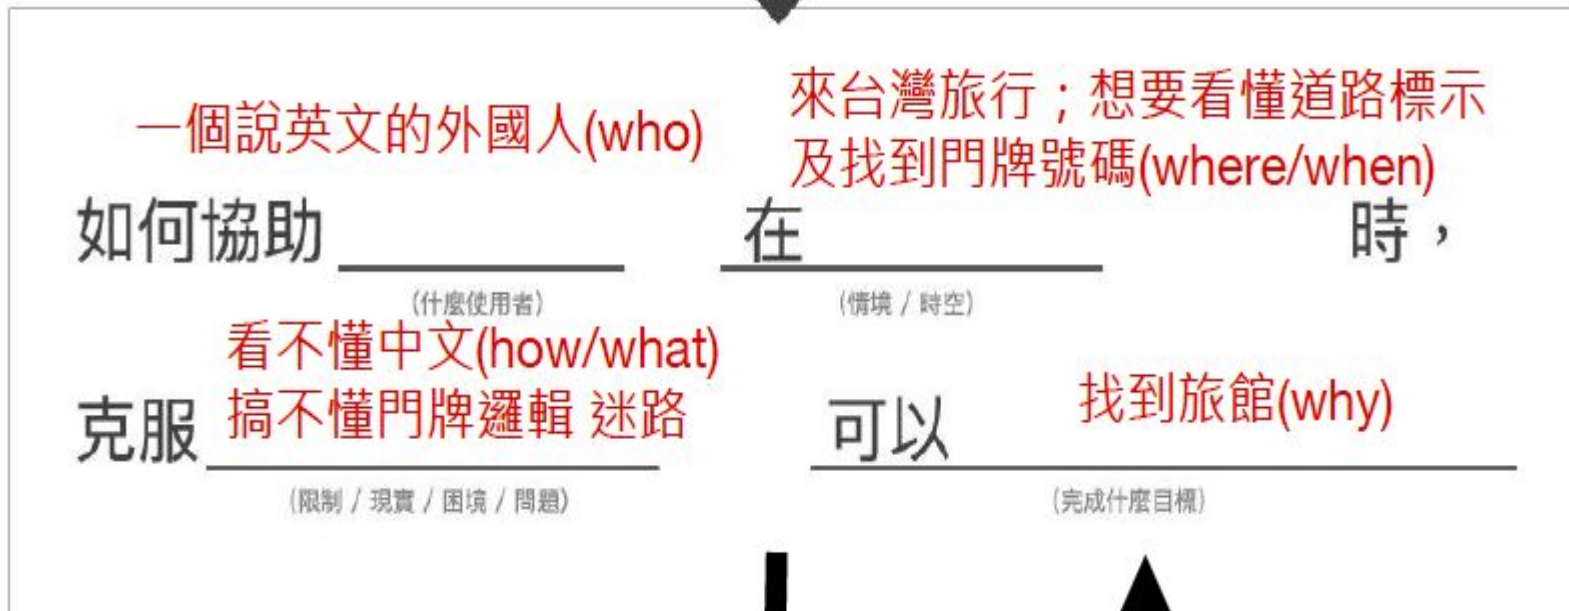 一個說英文的外國人(who)
來台灣旅行；想要看懂道路標示
及找到門牌號碼(where/when)
如何協助 在 時，
(什麼使用者) (情境 / 時空)
看不懂中文(how/what)
搞不懂門牌邏輯 迷路
找到旅館(why)
克服 可以
(限制 / 現實 / 困境 / 問題) (完成什麼目標)